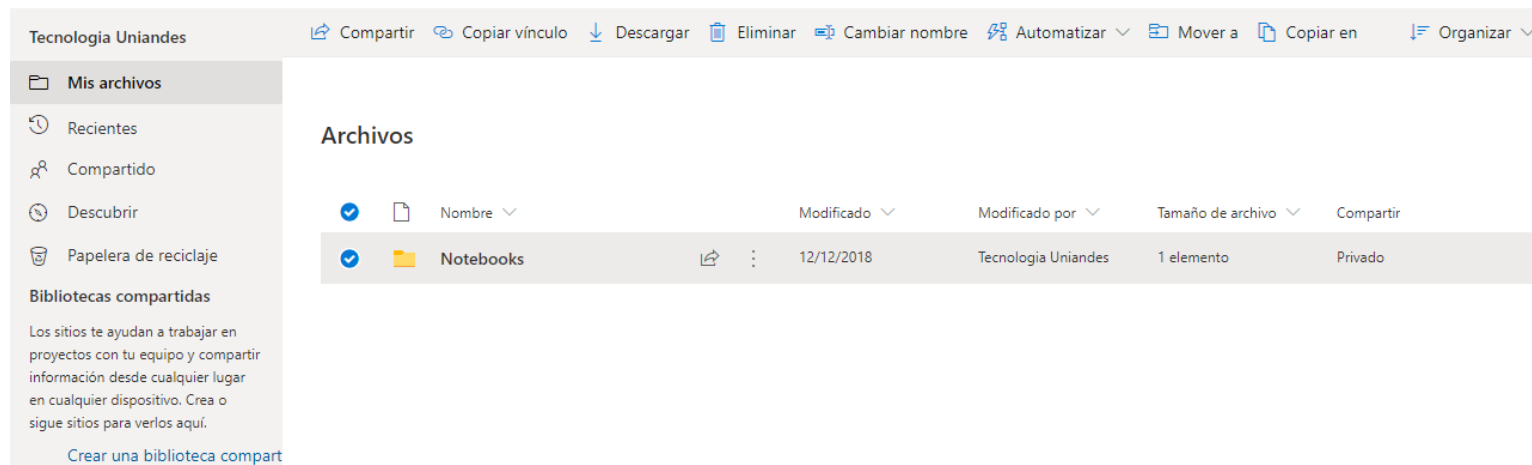 Tecnologia Uniandes
Compartir Copiar vínculo Descargar Eliminar Cambiar nombre Automatizar Mover a Copiar en Organizar
Mis archivos
Recientes
Compartido
Descubrir
Papelera de reciclaje
Bibliotecas compartidas
Los sitios te ayudan a trabajar en
proyectos con tu equipo y compartir
información desde cualquier lugar
en cualquier dispositivo. Crea o
sigue sitios para verlos aquí.
Crear una biblioteca compart
Archivos
Nombre Modificado Modificado por Tamaño de archivo Compartir
Notebooks 12/12/2018 Tecnologia Uniandes 1 elemento Privado